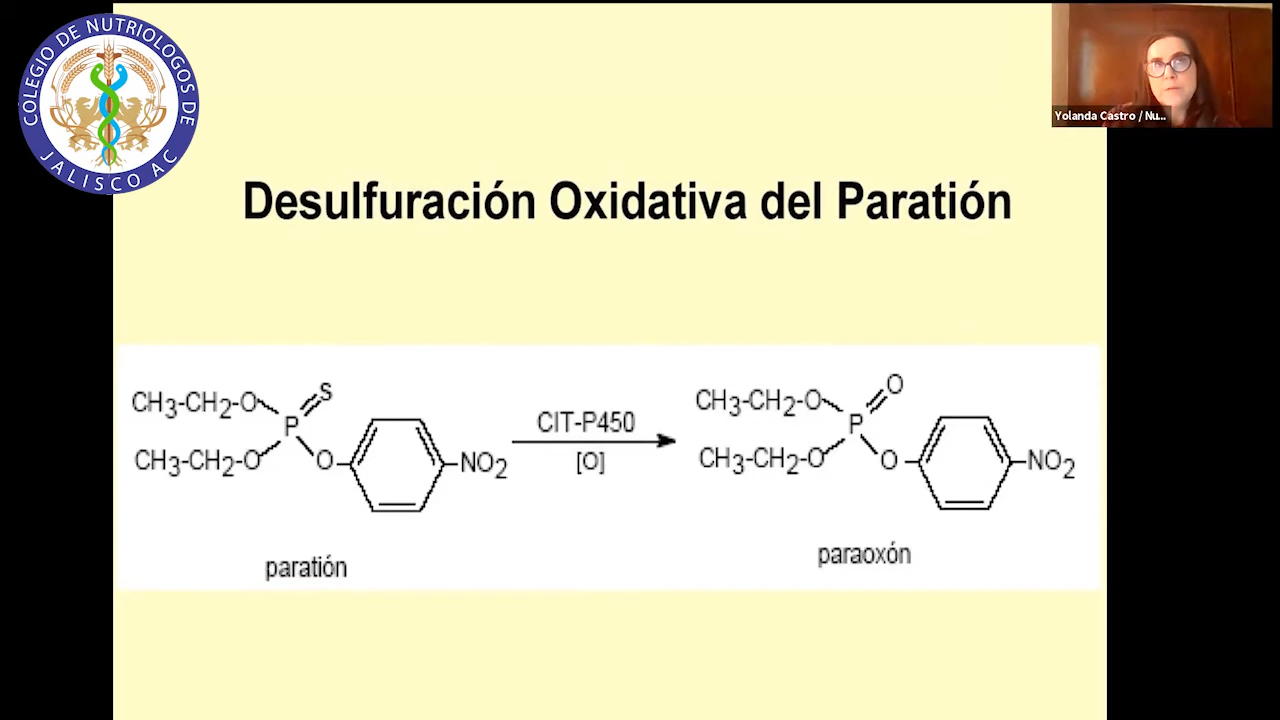 COLEGIO DE NUTRIOLOGOS DE
JALISCO AC
Yolanda Castro / Nu...
Desulfuración Oxidativa del Paratión
CH3-CH2-O
S
P
CH3-CH2-O
O
NO2
CIT-P450
[O]
CH3-CH2-O
O
P
CH3-CH2-O
O
NO2
paratión
paraoxón